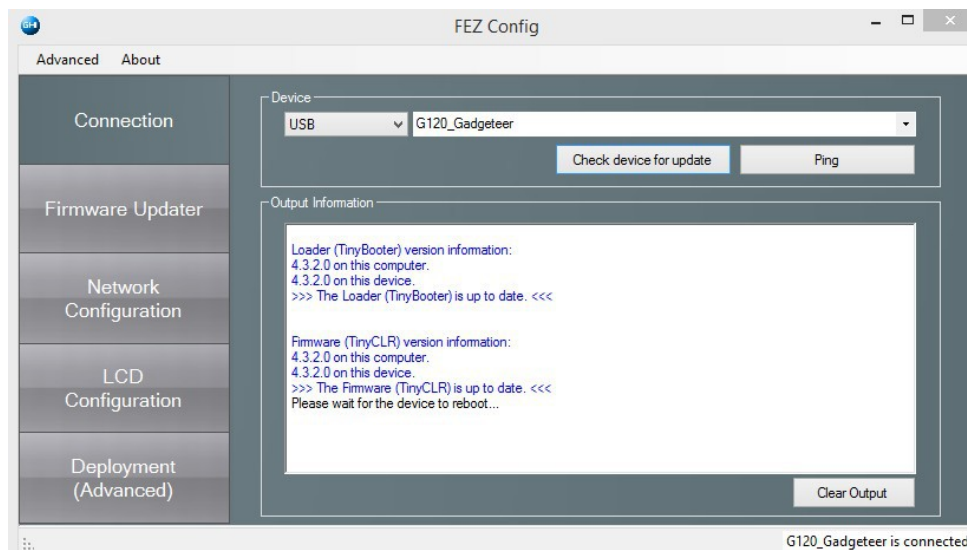 GHI
FEZ Config
Advanced About
Connection
Firmware Updater
Network
Configuration
LCD
Configuration
Deployment
(Advanced)
Device
USB
G120_Gadgeteer
Check device for update
Ping
Output Information
Loader (TinyBooter) version information:
4.3.2.0 on this computer.
4.3.2.0 on this device.
>>> The Loader (TinyBooter) is up to date. <<<
Firmware (TinyCLR) version information:
4.3.2.0 on this computer.
4.3.2.0 on this device.
>>> The Firmware (TinyCLR) is up to date. <<<
Please wait for the device to reboot...
Clear Output
G120_Gadgeteer is connected